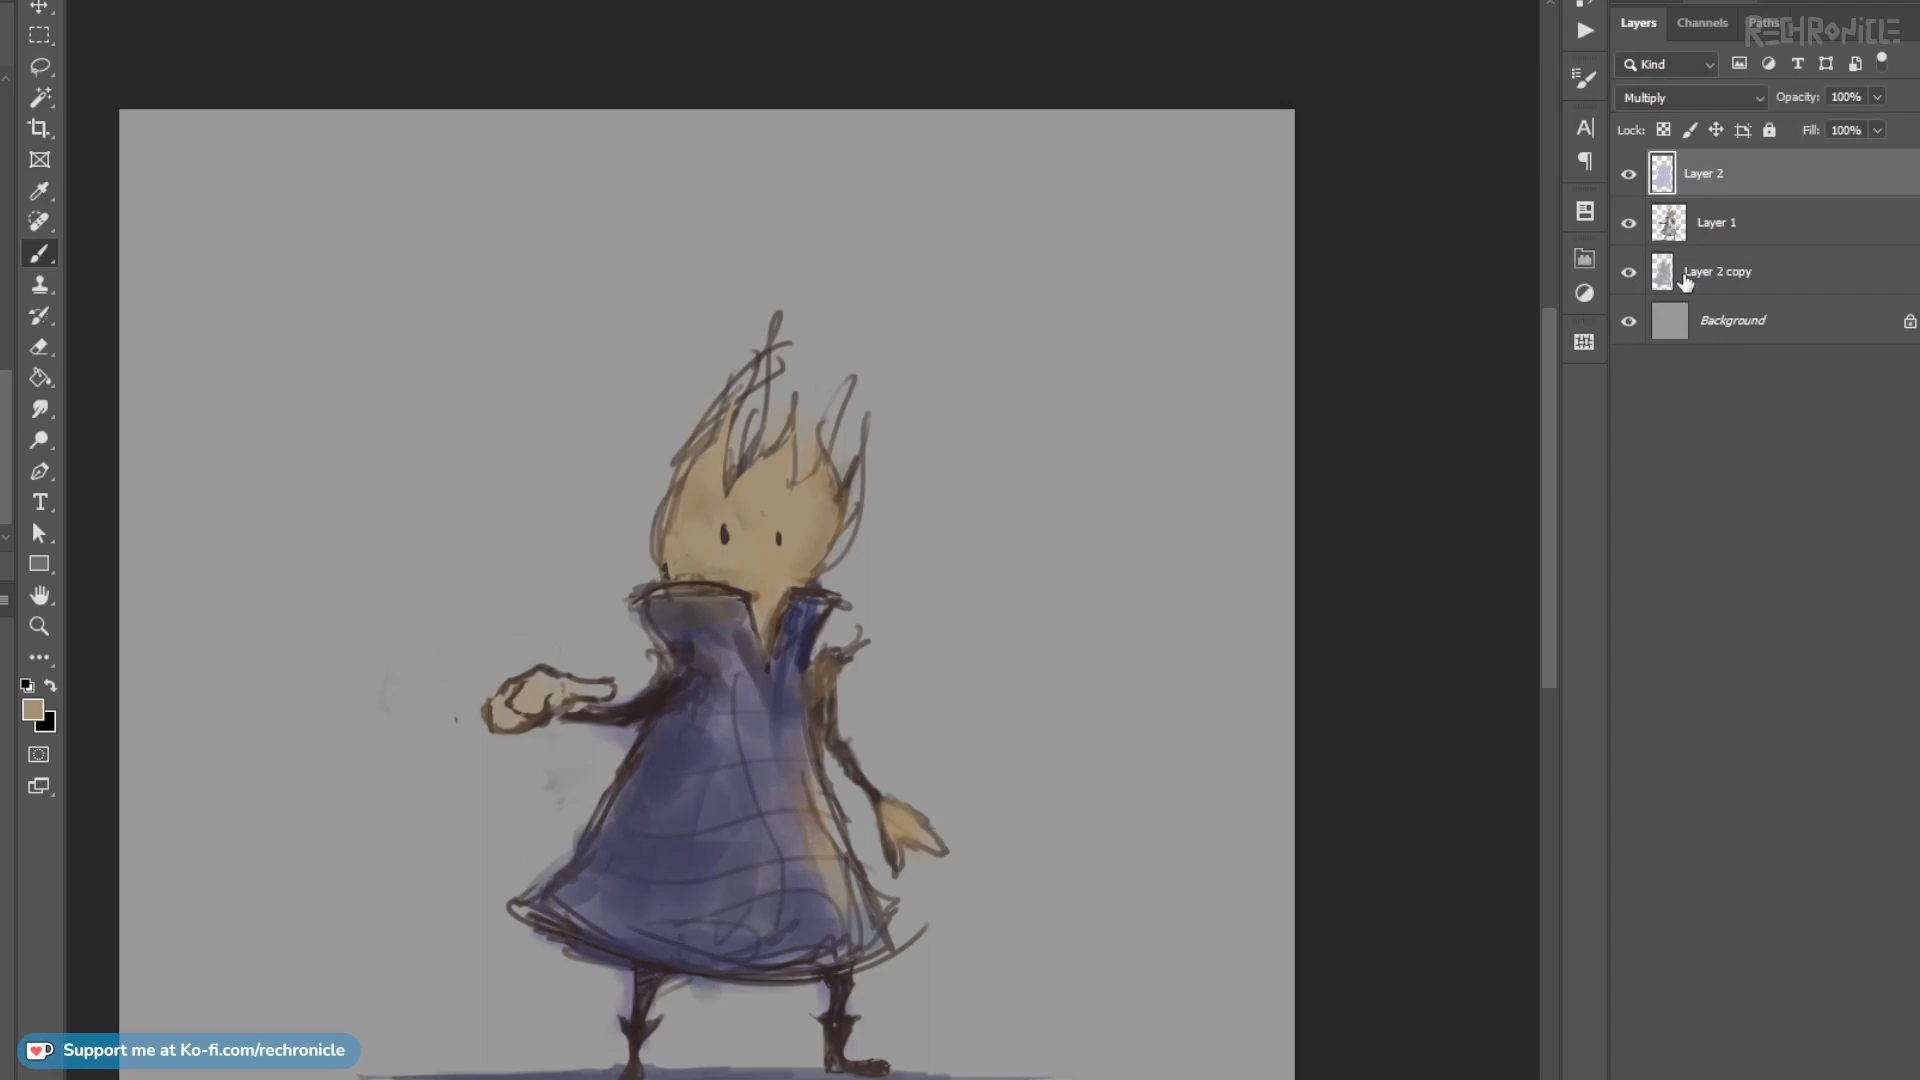 Layers Channels Paths
RECHRONICLE
Kind
Multiply Opacity: 100%
Lock: Fill: 100%
Layer 2
Layer 1
Layer 2 copy
Background
Support me at Ko-fi.com/rechronicle